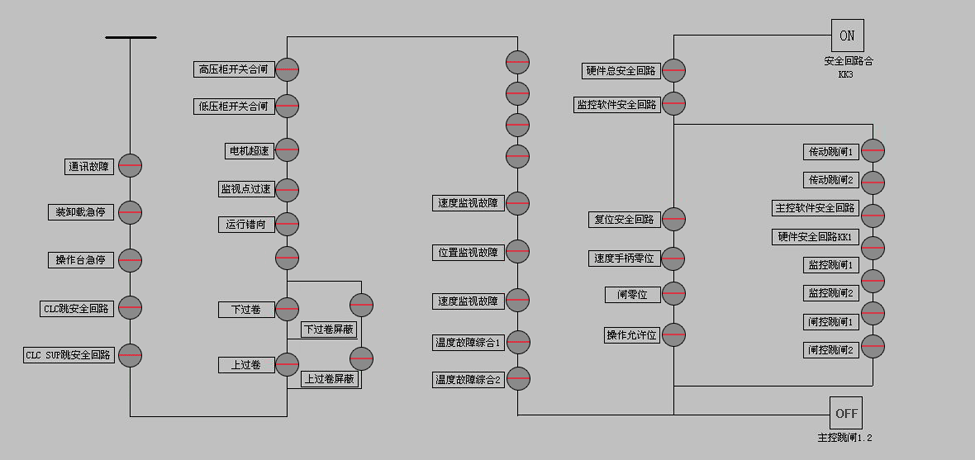 通讯故障
装卸载急停
操作台急停
CLC跳安全回路
CLC SUP跳安全回路
高压柜开关合闸
低压柜开关合闸
电机超速
监视点过速
运行错向
下过卷
下过卷屏蔽
上过卷
上过卷屏蔽
速度监视故障
位置监视故障
速度监视故障
温度故障综合1
温度故障综合2
硬件总安全回路
监控软件安全回路
复位安全回路
速度手柄零位
闸零位
操作允许位
ON
安全回路合
KK3
传动跳闸1
传动跳闸2
主控软件安全回路
硬件安全回路KK1
监控跳闸1
监控跳闸2
闸控跳闸1
闸控跳闸2
OFF
主控跳闸1.2